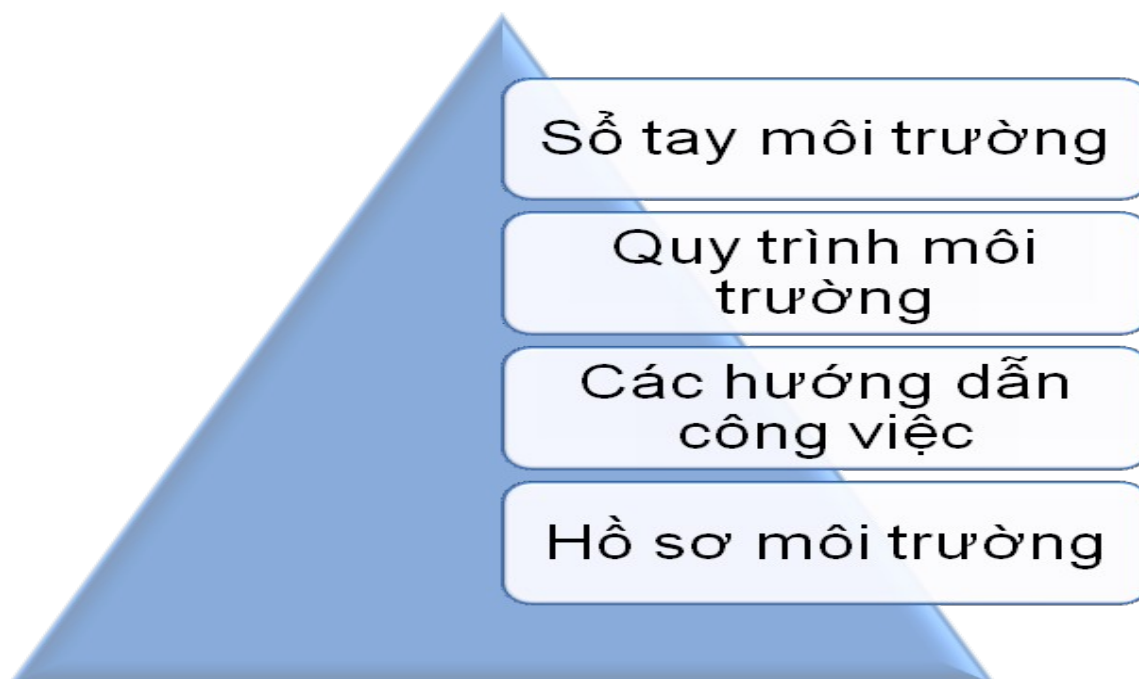 Sổ tay môi trường
Quy trình môi
trường
Các hướng dẫn
công việc
Hồ sơ môi trường